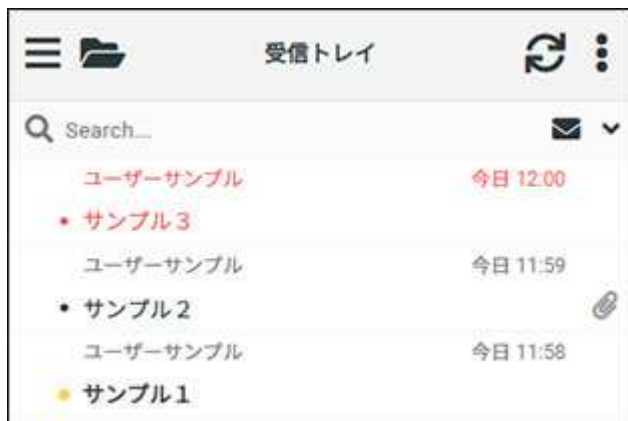 受信トレイ
Search...
ユーザーサンプル 今日 12:00
• サンプル３
ユーザーサンプル 今日 11:59
• サンプル２
ユーザーサンプル 今日 11:58
• サンプル１